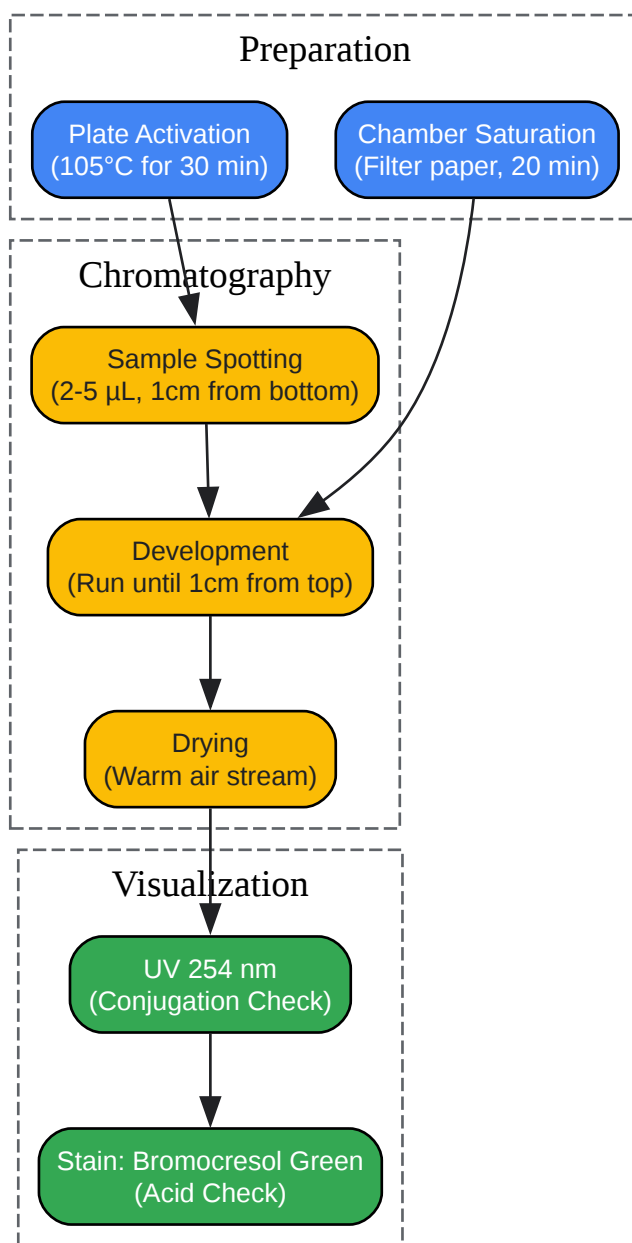 Preparation
Plate Activation
(105°C for 30 min)
Chamber Saturation
(Filter paper, 20 min)
Chromatography
Sample Spotting
(2-5 µL, 1cm from bottom)
Development
(Run until 1cm from top)
Drying
(Warm air stream)
Visualization
UV 254 nm
(Conjugation Check)
Stain: Bromocresol Green
(Acid Check)